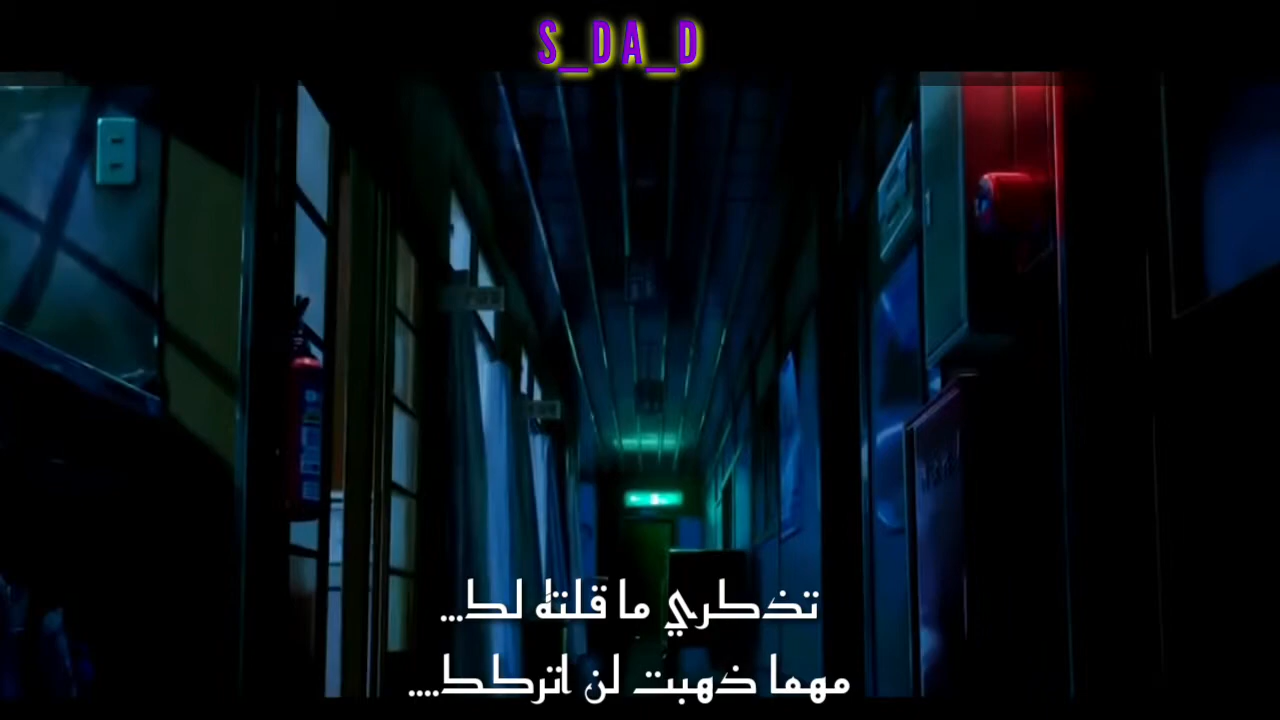 S_DA_D
تذكري ما قلته لك...
مهما ذهبت لن اتركك....